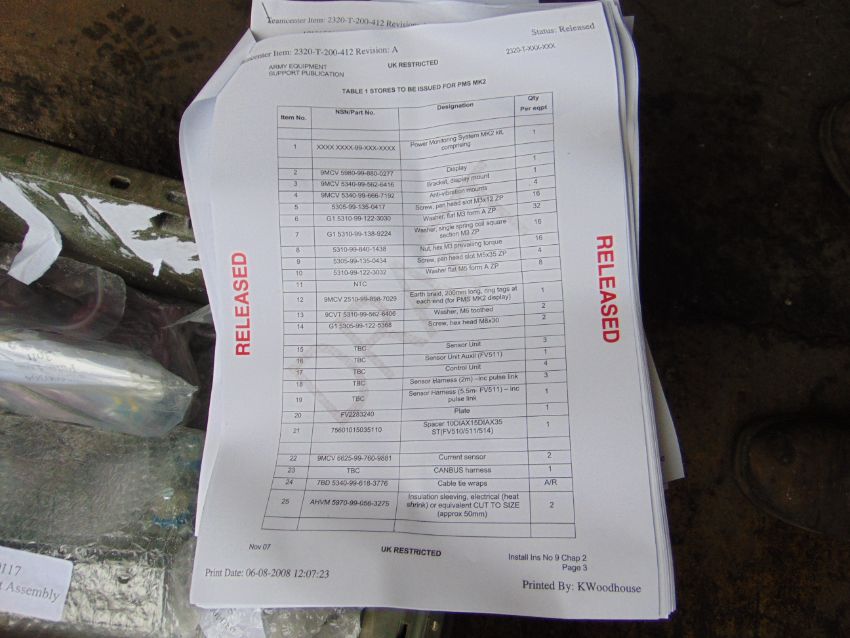 Teamcenter Item: 2320-T-200-412 Revision
center Item: 2320-T-200-412 Revision: A
Status: Released
ARMY EQUIPMENT
SUPPORT PUBLICATION
UK RESTRICTED
2320-T-XXX-XXX
TABLE 1 STORES TO BE ISSUED FOR PMS MK2
Item No. NSN/Part No. Designation Qty Per eqpt
1 XXXX XXXX-99-XXX-XXXX Power Monitoring System MK2 kit, 1
comprising
2 9MCV 5980-99-880-0277 Display 1
3 9MCV 5340-99-562-6416 Bracket, display mount 1
4 9MCV 5340-99-666-7192 Anti-vibration mounts 4
5 5305-99-135-0417 Screw, pan head slot M3x12 ZP 16
6 G1 5310-99-122-3030 Washer, flat M3 form A ZP 32
7 G1 5310-99-138-9224 Washer, single spring coil square 16
section M3 ZP
8 5310-99-840-1438 Nut, hex M3 prevailing torque 16
9 5305-99-135-0434 Screw, pan head slot M5x35 ZP 4
10 5310-99-122-3032 Washer flat M5 form A ZP 8
11 NTC
12 9MCV 2510-99-898-7029 Earth braid, 200mm long, ring tags at 1
each end (for PMS MK2 display)
13 9CVT 5310-99-562-6406 Washer, M6 toothed 2
14 G1 5305-99-122-5368 Screw, hex head M8x30 2
15 TBC Sensor Unit 3
16 TBC Sensor Unit Auxil (FV511) 1
17 TBC Control Unit 4
18 TBC Sensor Harness (2m) –inc pulse link 3
19 TBC Sensor Harness (5.5m FV511) – inc 1
pulse link
20 FV2283240 Plate 1
21 75601015035110 Spacer 10DIAX15DIAX35 1
ST(FV510/511/514)
22 9MCV 6625-99-760-9881 Current sensor 2
23 TBC CANBUS harness 1
24 7BD 5340-99-618-3776 Cable tie wraps A/R
25 AHVM 5970-99-056-3275 Insulation sleeving, electrical (heat 2
shrink) or equivalent CUT TO SIZE
(approx 50mm)
DRAFT
RELEASED
RELEASED
Nov 07
UK RESTRICTED
Install Ins No 9 Chap 2
Page 3
Print Date: 06-08-2008 12:07:23
Printed By: KWoodhouse
0117
Assembly